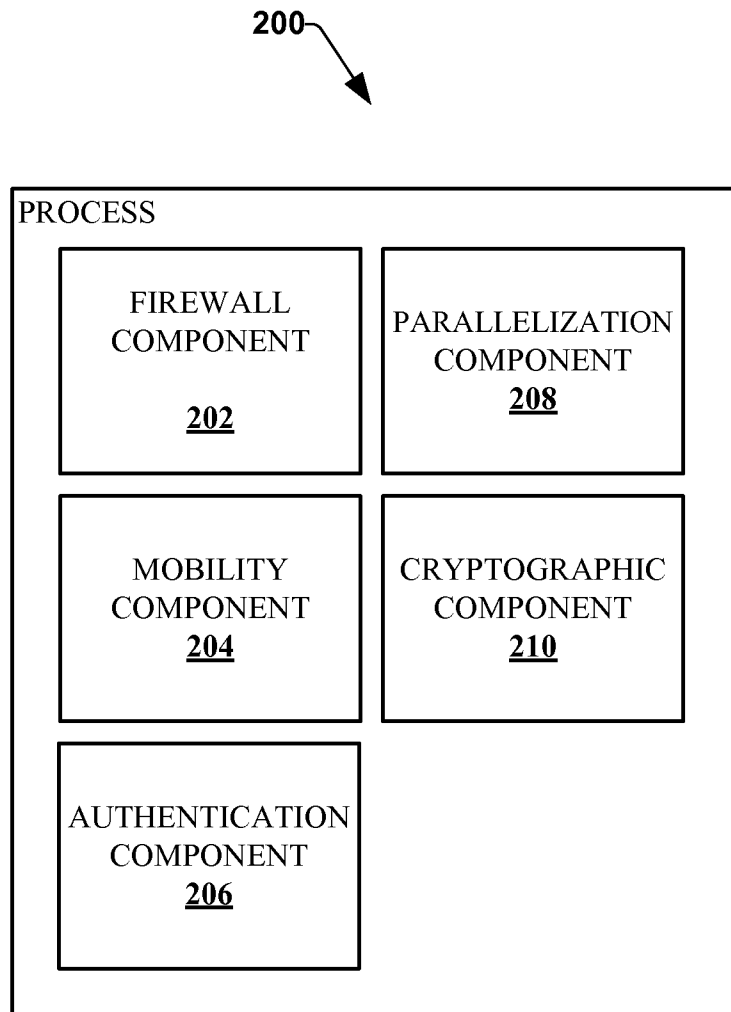 200
PROCESS
FIREWALL
COMPONENT
202
PARALLELIZATION
COMPONENT
208
MOBILITY
COMPONENT
204
CRYPTOGRAPHIC
COMPONENT
210
AUTHENTICATION
COMPONENT
206